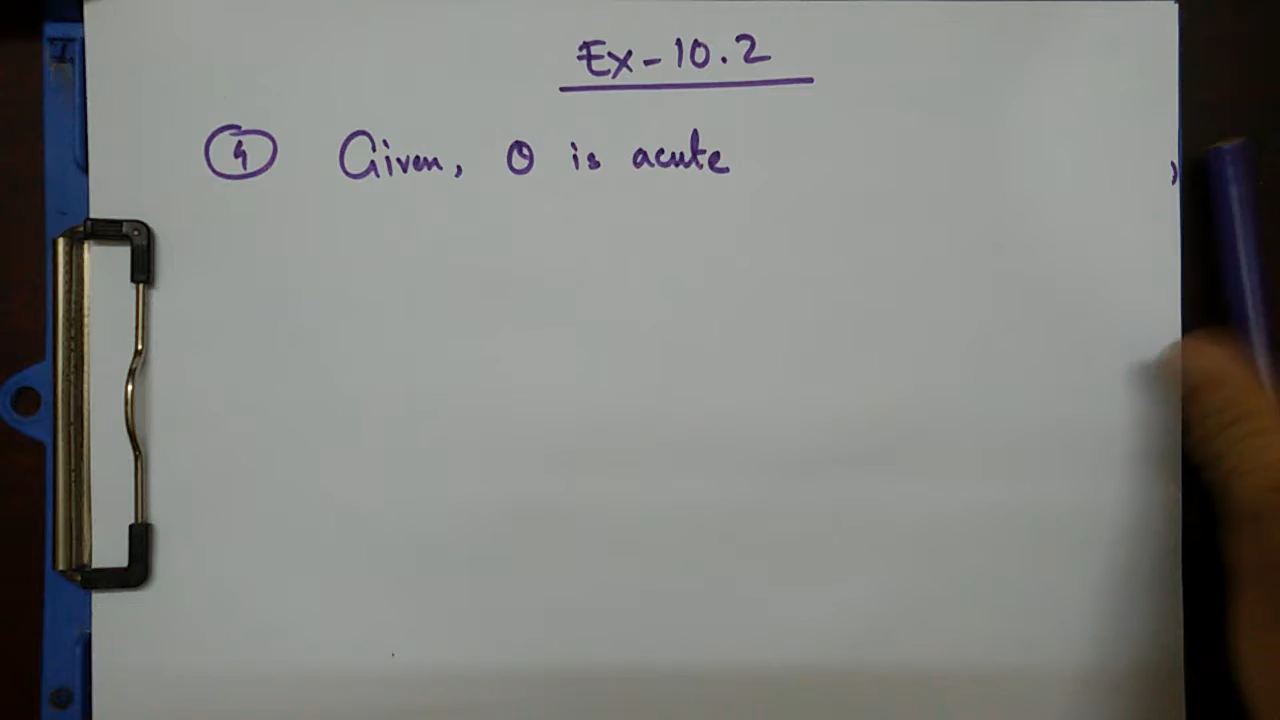 Ex-10.2
④ Given, θ is acute